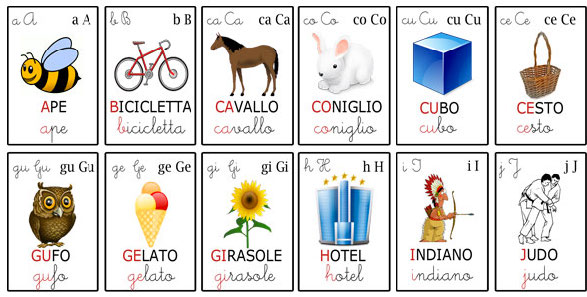 a A a A
APE
ape
b B b B
BICICLETTA
bicicletta
ca Ca ca Ca
CAVALLO
cavallo
co Co co Co
CONIGLIO
coniglio
cu Cu cu Cu
CUBO
cubo
ce Ce ce Ce
CESTO
cesto
gu Gu gu Gu
GUFO
gufo
ge Ge ge Ge
GELATO
gelato
gi Gi gi Gi
GIRASOLE
girasole
h H h H
HOTEL
hotel
i I i I
INDIANO
indiano
j J j J
JUDO
judo